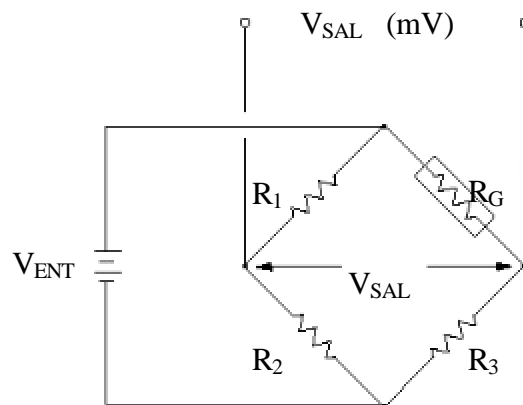 V_SAL (mV)
R_1
R_G
V_ENT
V_SAL
R_2
R_3